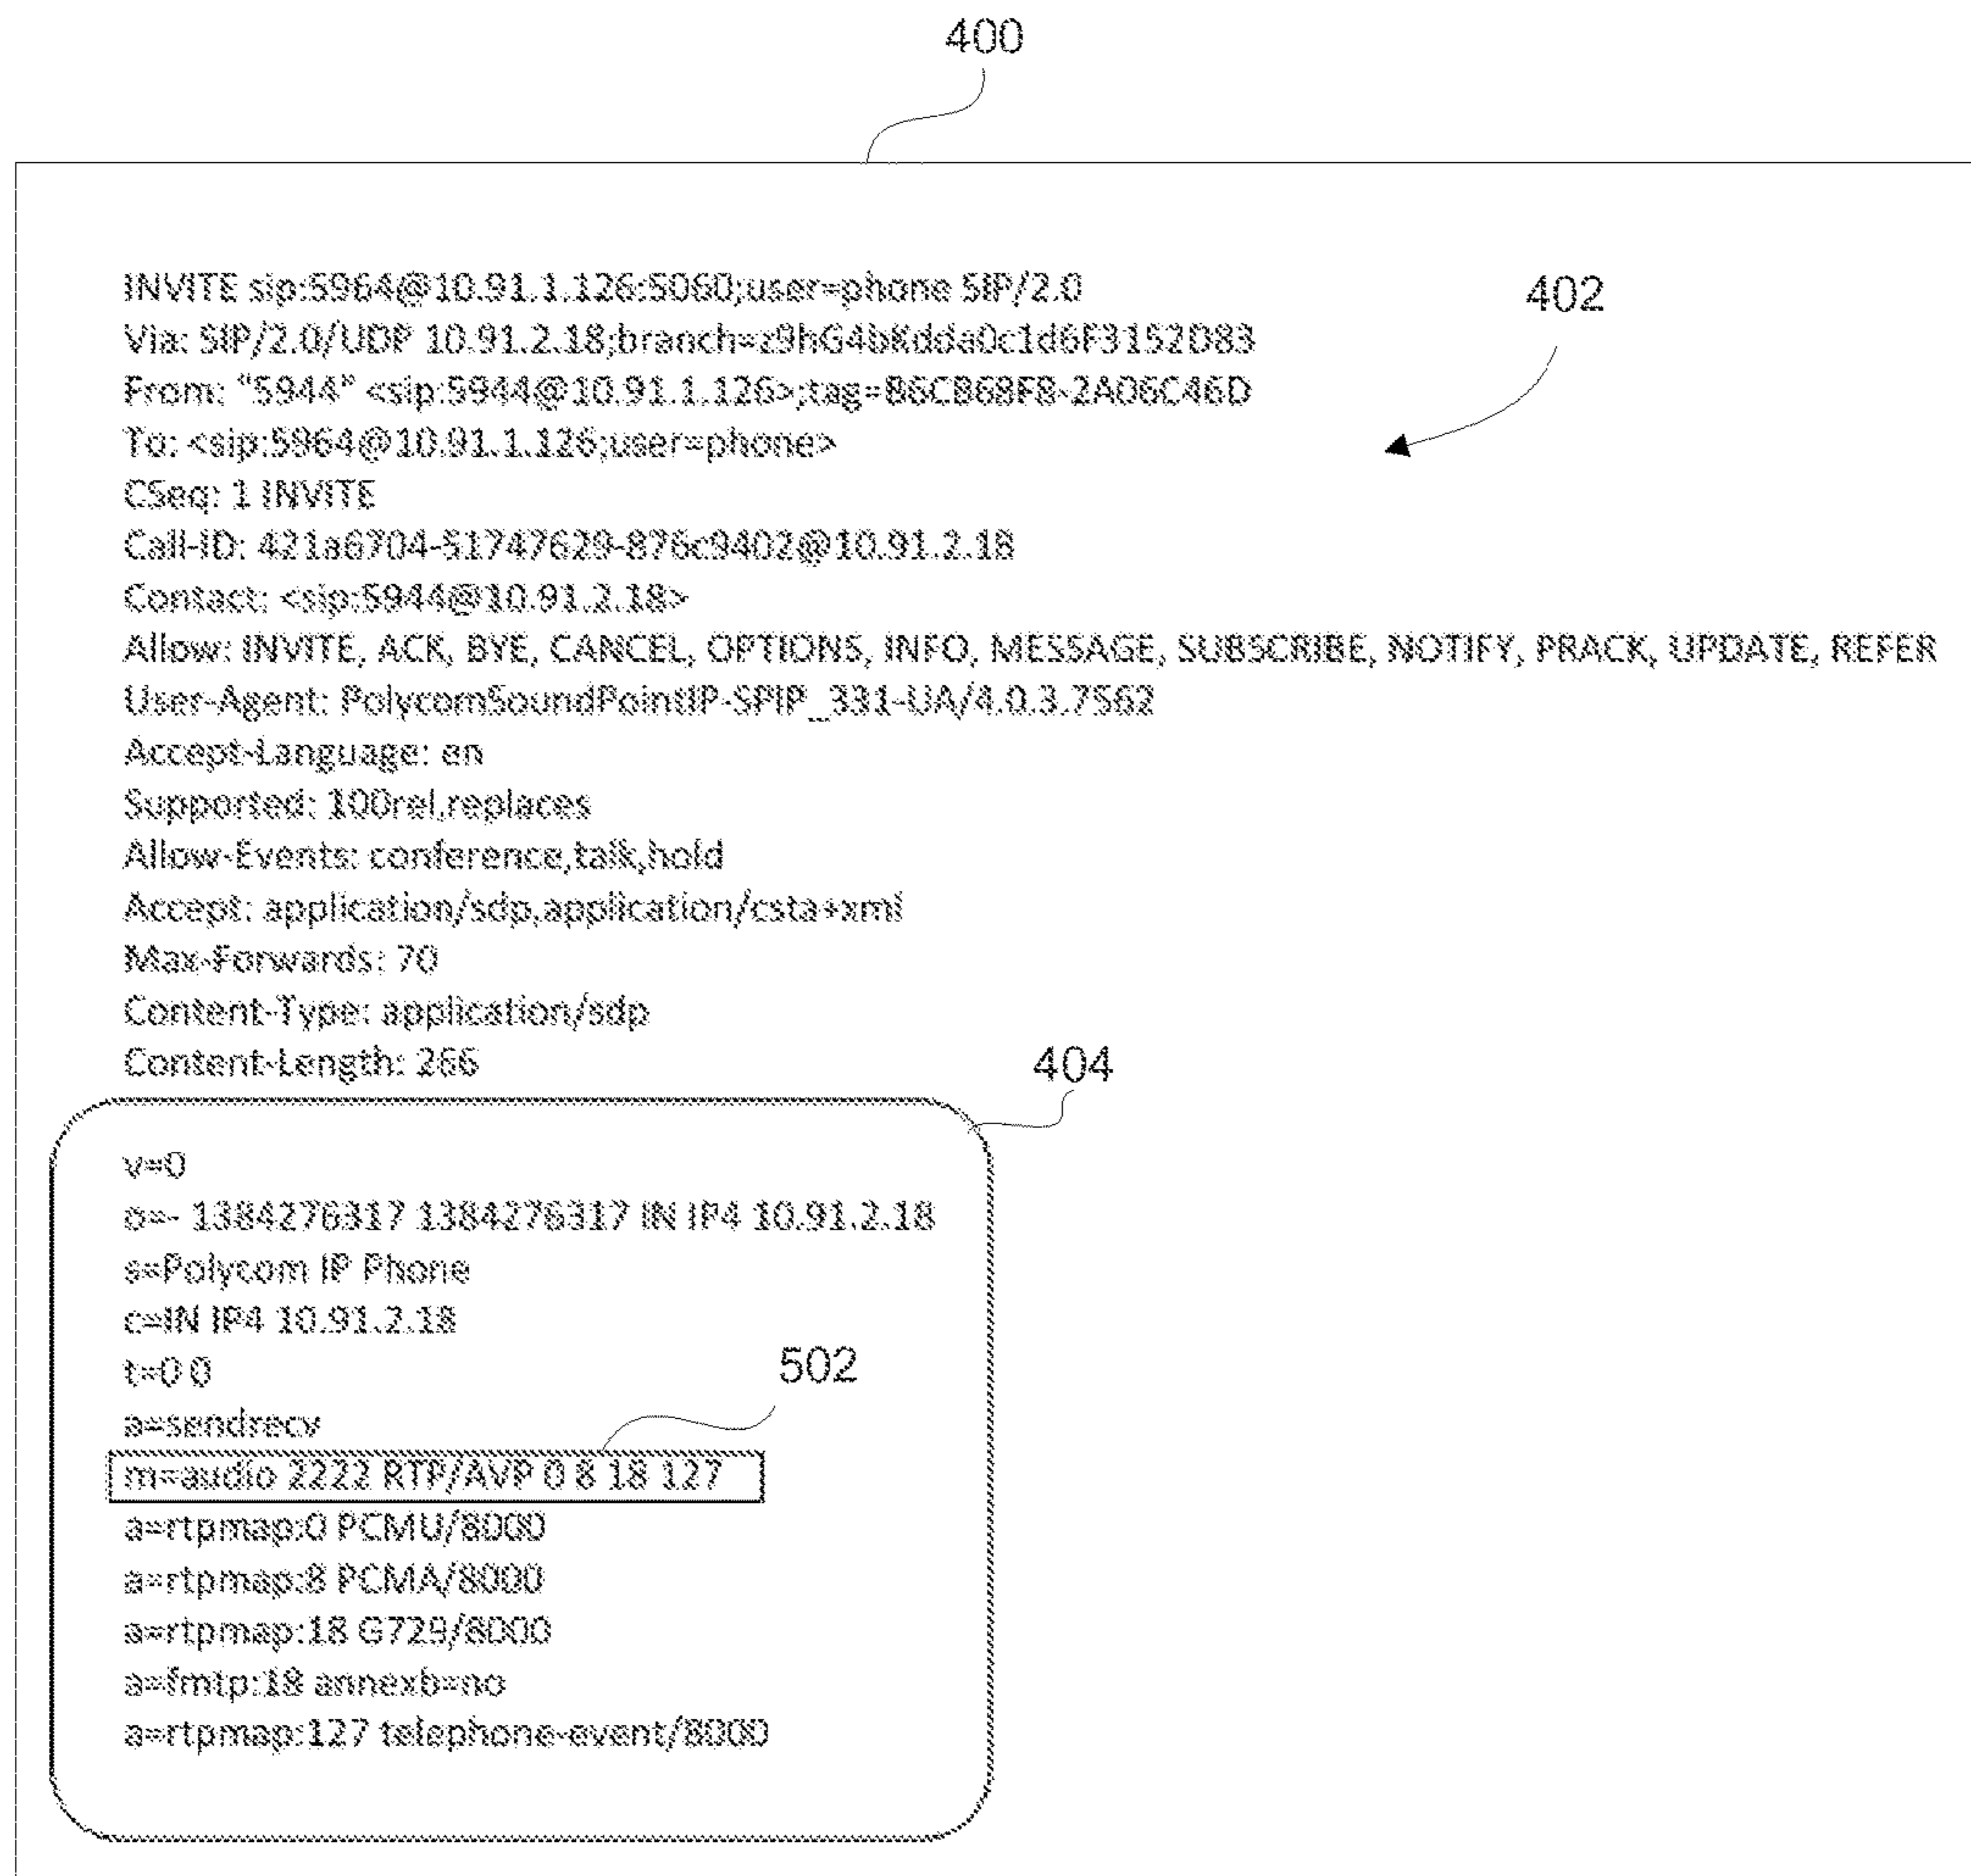 400
402
INVITE sip:5964@10.91.1.126:5060;user=phone SIP/2.0
Via: SIP/2.0/UDP 10.91.2.18;branch=z9hG4bKdda0c1d6F3152D83
From: "5944" <sip:5944@10.91.1.126>;tag=B6CB68F8-2A06C46D
To: <sip:5964@10.91.1.126;user=phone>
CSeq: 1 INVITE
Call-ID: 421a6704-51747629-876c9402@10.91.2.18
Contact: <sip:5944@10.91.2.18>
Allow: INVITE, ACK, BYE, CANCEL, OPTIONS, INFO, MESSAGE, SUBSCRIBE, NOTIFY, PRACK, UPDATE, REFER
User-Agent: PolycomSoundPointIP-SPIP_331-UA/4.0.3.7562
Accept-Language: en
Supported: 100rel,replaces
Allow-Events: conference,talk,hold
Accept: application/sdp,application/csta+xml
Max-Forwards: 70
Content-Type: application/sdp
Content-Length: 266
404
v=0
o=- 1384276317 1384276317 IN IP4 10.91.2.18
s=Polycom IP Phone
c=IN IP4 10.91.2.18
t=0 0
502
a=sendrecv
m=audio 2222 RTP/AVP 0 8 18 127
a=rtpmap:0 PCMU/8000
a=rtpmap:8 PCMA/8000
a=rtpmap:18 G729/8000
a=fmtp:18 annexb=no
a=rtpmap:127 telephone-event/8000